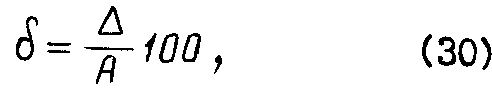 δ = Δ/A 100, (30)